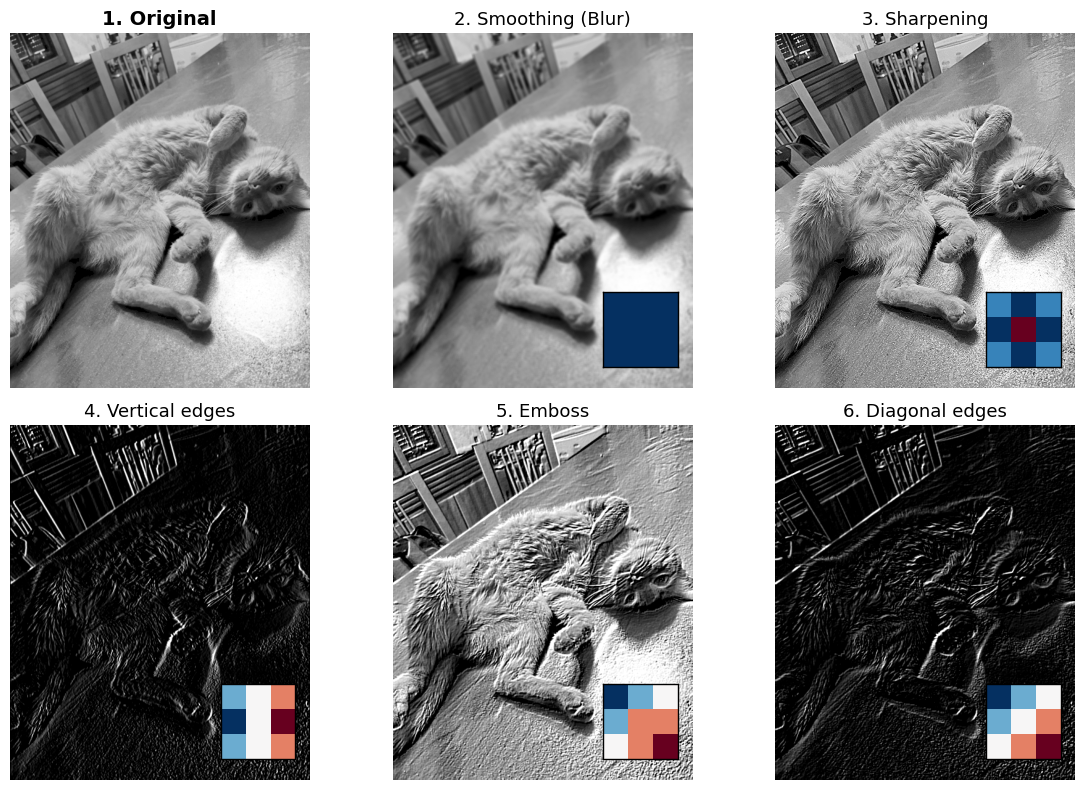 1. Original
2. Smoothing (Blur)
3. Sharpening
4. Vertical edges
5. Emboss
6. Diagonal edges